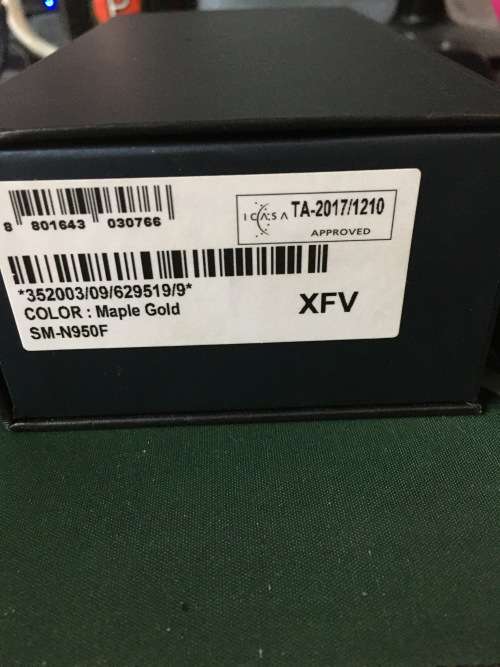 8 801643 030766
ICASA TA-2017/1210
APPROVED
*352003/09/629519/9*
COLOR : Maple Gold
SM-N950F
XFV